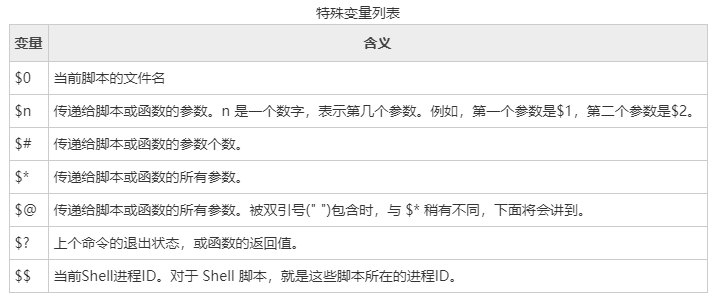 特殊变量列表
变量 含义
$0 当前脚本的文件名
$n 传递给脚本或函数的参数。n 是一个数字，表示第几个参数。例如，第一个参数是$1，第二个参数是$2。
$# 传递给脚本或函数的参数个数。
$* 传递给脚本或函数的所有参数。
$@ 传递给脚本或函数的所有参数。被双引号(" ")包含时，与 $* 稍有不同，下面将会讲到。
$? 上个命令的退出状态，或函数的返回值。
$$ 当前Shell进程ID。对于 Shell 脚本，就是这些脚本所在的进程ID。